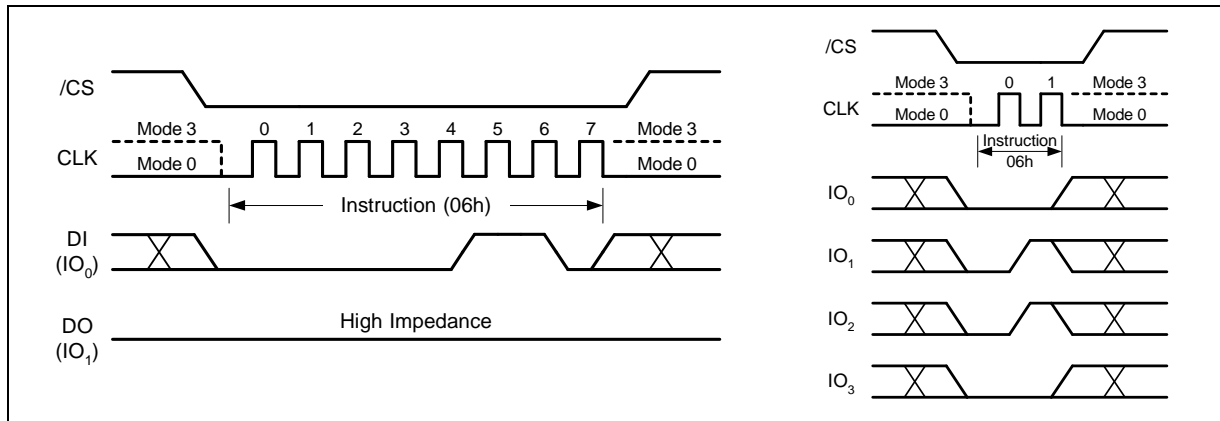 /CS
Mode 3 0 1 2 3 4 5 6 7 Mode 3
CLK
Mode 0 Mode 0
Instruction (06h)
DI
(IO0)
High Impedance
DO
(IO1)
/CS
Mode 3 0 1 Mode 3
CLK
Mode 0 Mode 0
Instruction
06h
IO0
IO1
IO2
IO3